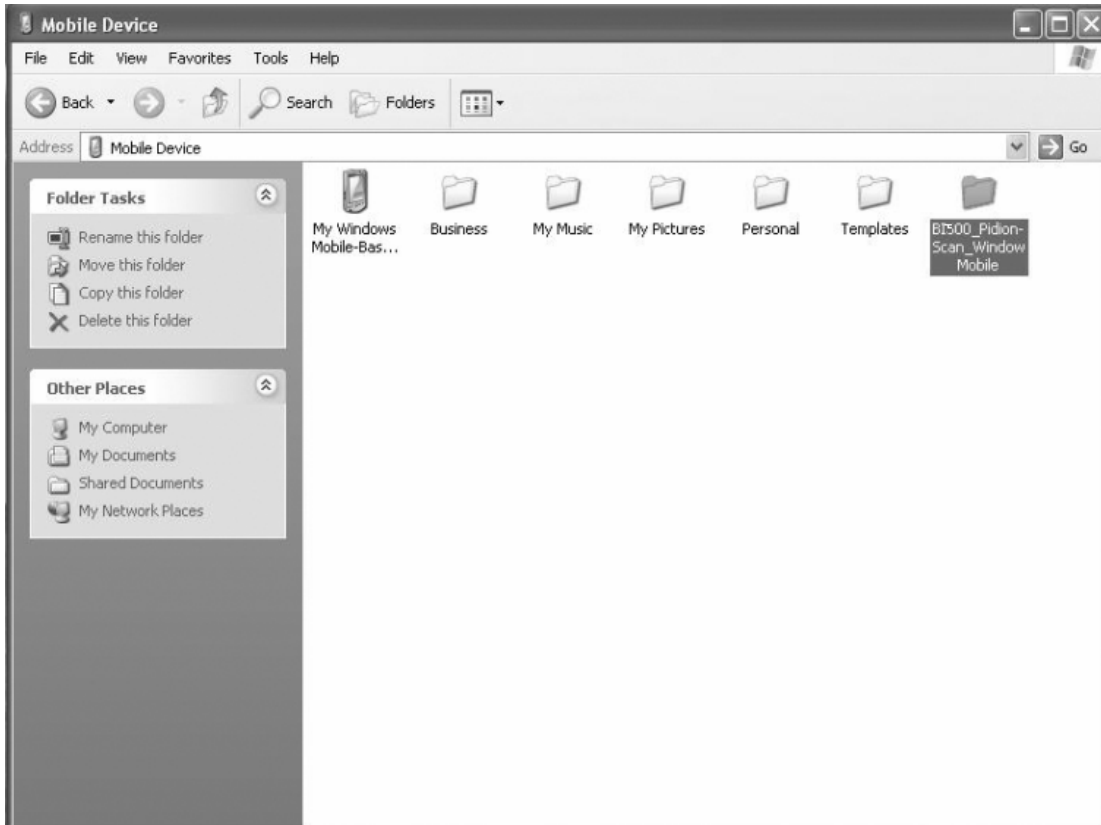 Mobile Device
File Edit View Favorites Tools Help
Back Search Folders
Address Mobile Device Go
Folder Tasks
Rename this folder
Move this folder
Copy this folder
Delete this folder
Other Places
My Computer
My Documents
Shared Documents
My Network Places
My Windows Mobile-Bas...
Business
My Music
My Pictures
Personal
Templates
BI500_Pidion-
Scan_Window
Mobile